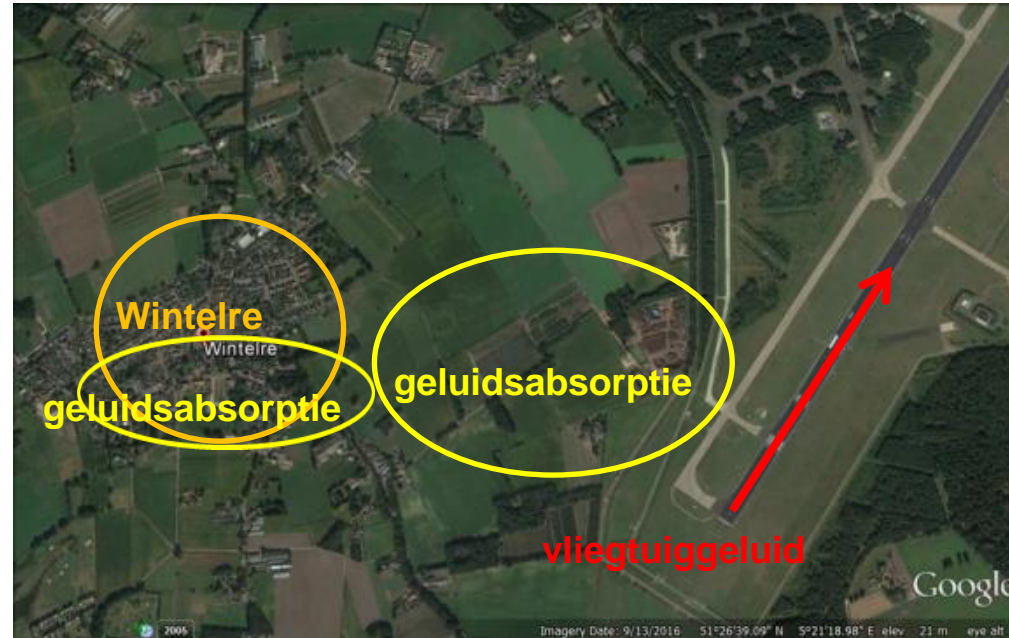 Wintelre
Wintelre
geluidsabsorptie
geluidsabsorptie
vliegtuiggeluid
Google
2005
Imagery Date: 9/13/2016 51°26'39.09" N 5°21'18.98" E elev 21 m eye alt